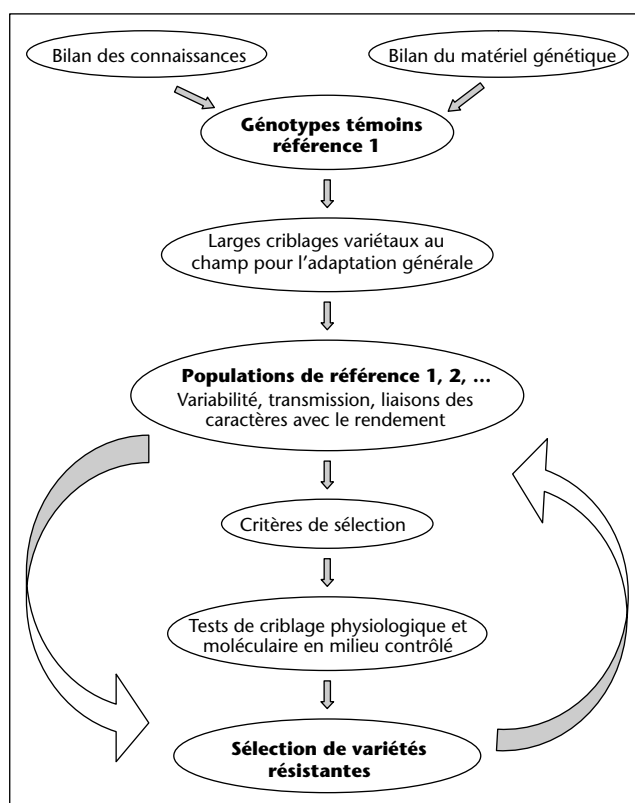 Bilan des connaissances
Bilan du matériel génétique
Génotypes témoins
référence 1
Larges criblages variétaux au
champ pour l’adaptation générale
Populations de référence 1, 2, ...
Variabilité, transmission, liaisons des
caractères avec le rendement
Critères de sélection
Tests de criblage physiologique et
moléculaire en milieu contrôlé
Sélection de variétés
résistantes